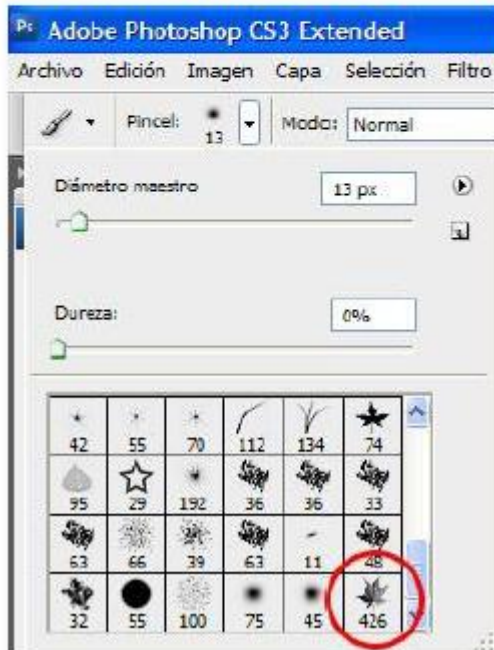 Ps Adobe Photoshop CS3 Extended
Archivo Edición Imagen Capa Selección Filtro
Pincel: 13 Modo: Normal
Diámetro maestro 13 px
Dureza: 0%
42 55 70 112 134 74
95 29 192 36 36 33
63 66 39 63 11 48
32 55 100 75 45 426